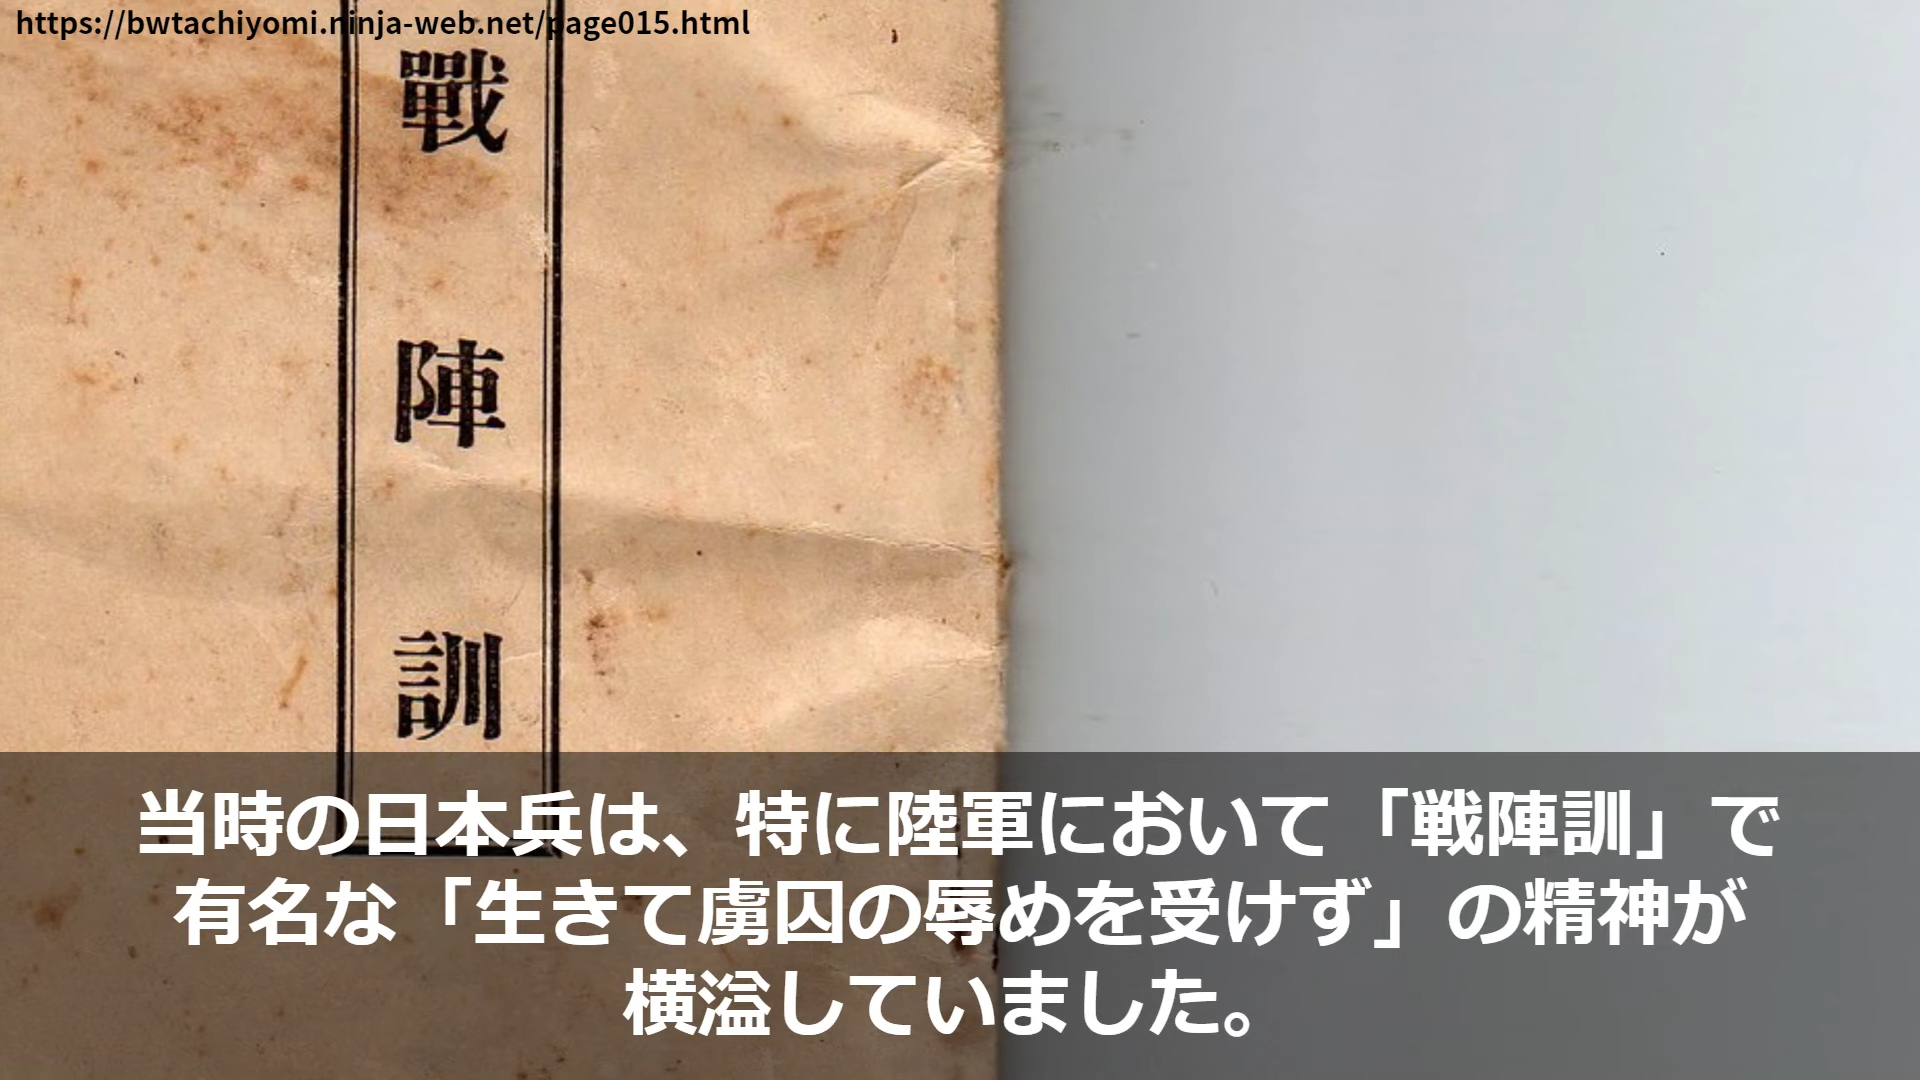 https://bwtachiyomi.ninja-web.net/page015.html
戰陣訓
当時の日本兵は、特に陸軍において「戦陣訓」で
有名な「生きて虜囚の辱めを受けず」の精神が
横溢していました。